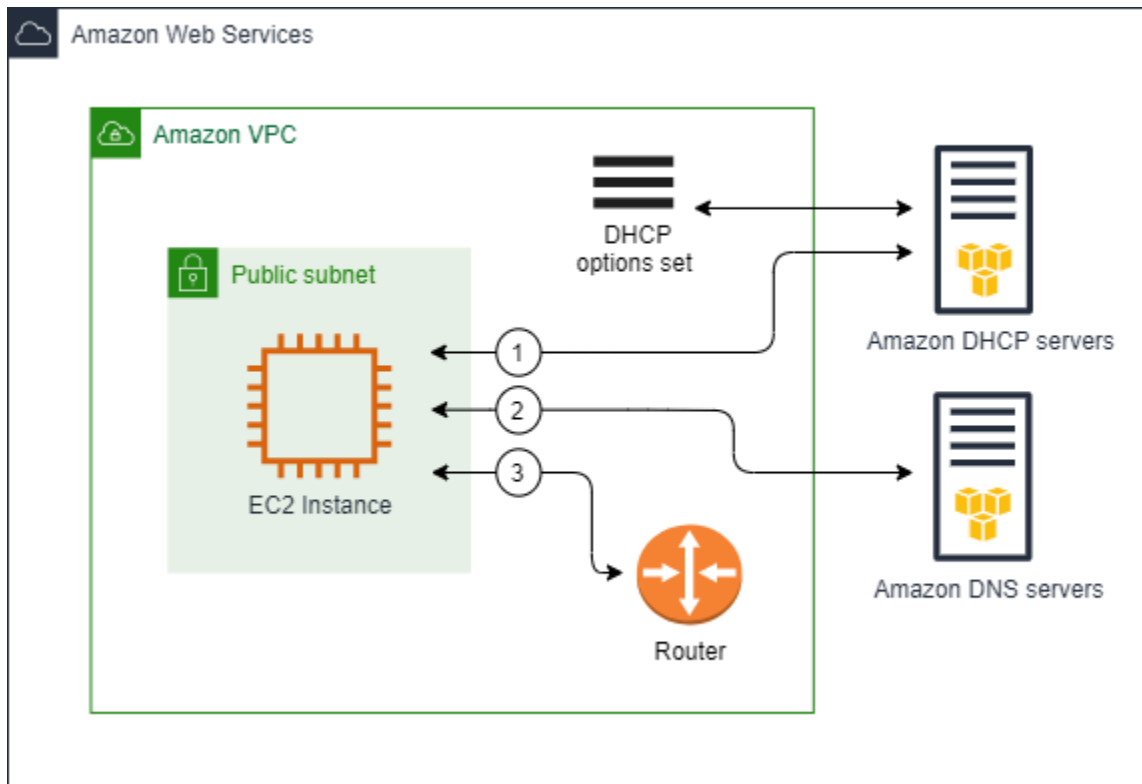 Amazon Web Services
Amazon VPC
DHCP
options set
Amazon DHCP servers
Public subnet
1
2
3
EC2 Instance
Amazon DNS servers
Router